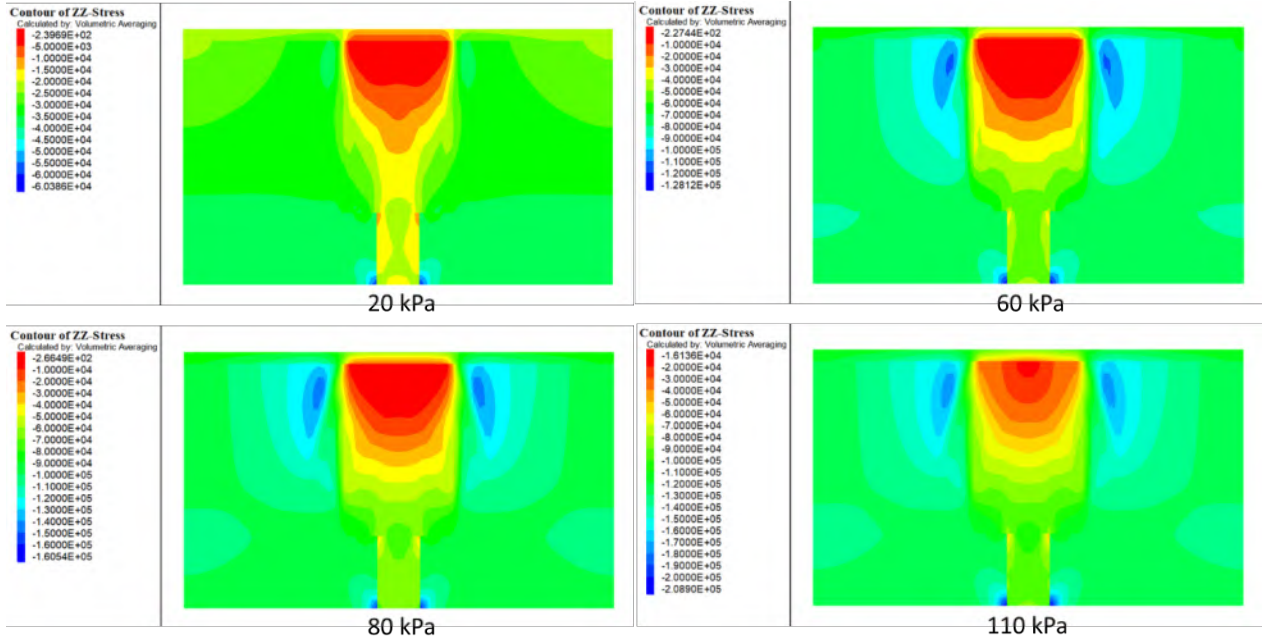 Contour of ZZ-Stress
Calculated by: Volumetric Averaging
-2.3969E+02
-5.0000E+03
-1.0000E+04
-1.5000E+04
-2.0000E+04
-2.5000E+04
-3.0000E+04
-3.5000E+04
-4.0000E+04
-4.5000E+04
-5.0000E+04
-5.5000E+04
-6.0000E+04
-6.0386E+04
20 kPa
Contour of ZZ-Stress
Calculated by: Volumetric Averaging
-2.2744E+02
-1.0000E+04
-2.0000E+04
-3.0000E+04
-4.0000E+04
-5.0000E+04
-6.0000E+04
-7.0000E+04
-8.0000E+04
-9.0000E+04
-1.0000E+05
-1.1000E+05
-1.2000E+05
-1.2812E+05
60 kPa
Contour of ZZ-Stress
Calculated by: Volumetric Averaging
-2.6649E+02
-1.0000E+04
-2.0000E+04
-3.0000E+04
-4.0000E+04
-5.0000E+04
-6.0000E+04
-7.0000E+04
-8.0000E+04
-9.0000E+04
-1.0000E+05
-1.1000E+05
-1.2000E+05
-1.3000E+05
-1.4000E+05
-1.5000E+05
-1.6000E+05
-1.6054E+05
80 kPa
Contour of ZZ-Stress
Calculated by: Volumetric Averaging
-1.6136E+04
-2.0000E+04
-3.0000E+04
-4.0000E+04
-5.0000E+04
-6.0000E+04
-7.0000E+04
-8.0000E+04
-9.0000E+04
-1.0000E+05
-1.1000E+05
-1.2000E+05
-1.3000E+05
-1.4000E+05
-1.5000E+05
-1.6000E+05
-1.7000E+05
-1.8000E+05
-1.9000E+05
-2.0000E+05
-2.0890E+05
110 kPa